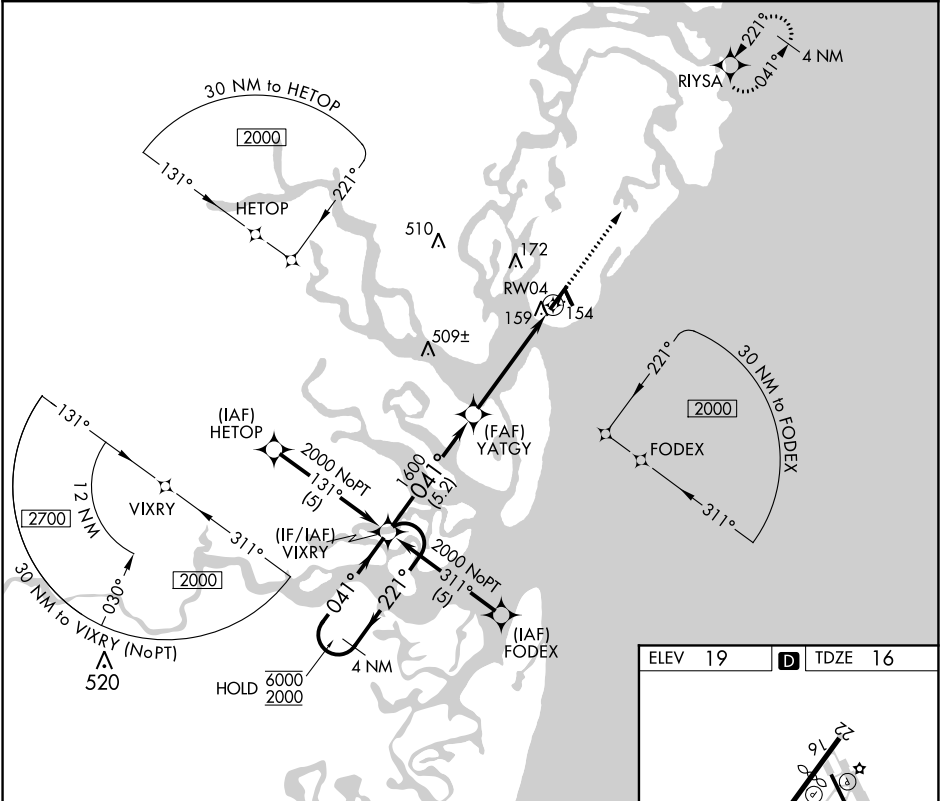 221°
041°
4 NM
RIYSA
30 NM to HETOP
2000
131°
221°
HETOP
510
172
RW04
159
154
509±
221°
30 NM to FODEX
2000
FODEX
311°
(IAF)
HETOP
2000 NoPT
131°
(5)
(FAF)
YATGY
1600
041°
(5.2)
131°
12 NM
VIXRY
2700
311°
2000
030°
30 NM to VIXRY (NoPT)
520
(IF/IAF)
VIXRY
2000 NoPT
311°
(5)
041°
221°
(IAF)
FODEX
4 NM
HOLD 6000
2000
ELEV 19 D TDZE 16
22
16
P
P